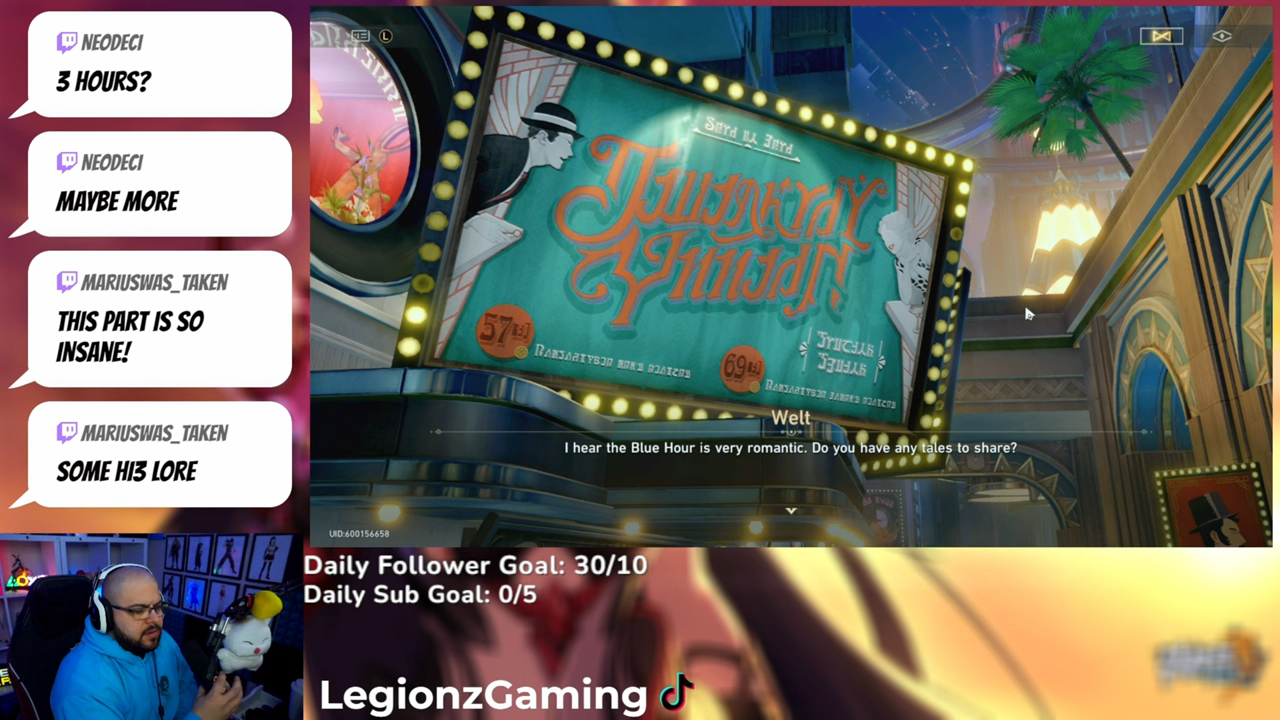 NEODECI
3 HOURS?
NEODECI
MAYBE MORE
MARIUSWAS_TAKEN
THIS PART IS SO
INSANE!
MARIUSWAS_TAKEN
SOME HI3 LORE
L
57
69
Welt
I hear the Blue Hour is very romantic. Do you have any tales to share?
UID:600156658
Daily Follower Goal: 30/10
Daily Sub Goal: 0/5
LegionzGaming